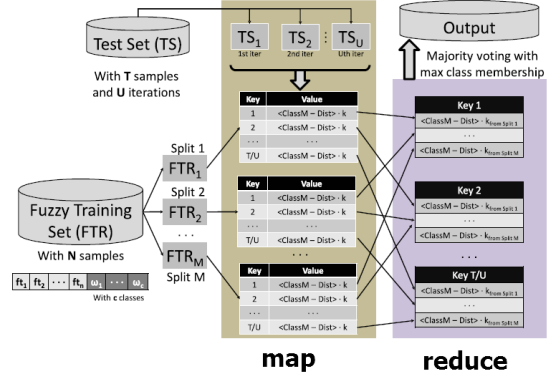 Test Set (TS)
With T samples
and U iterations
TS1
1st iter
TS2
2nd iter
⋮
TSU
Uth iter
Output
Majority voting with
max class membership
Fuzzy Training
Set (FTR)
With N samples
ft1 ft2 ··· ftn ω1 ··· ωc
With c classes
Split 1
FTR1
Split 2
FTR2
...
FTRM
Split M
Key Value
1 <ClassM – Dist> · k
2 <ClassM – Dist> · k
··· ···
T/U <ClassM – Dist> · k
Key Value
1 <ClassM – Dist> · k
2 <ClassM – Dist> · k
··· ···
T/U <ClassM – Dist> · k
...
Key Value
1 <ClassM – Dist> · k
2 <ClassM – Dist> · k
··· ···
T/U <ClassM – Dist> · k
Key 1
<ClassM – Dist> · kfrom Split 1
···
<ClassM – Dist> · kfrom Split M
Key 2
<ClassM – Dist> · kfrom Split 1
···
<ClassM – Dist> · kfrom Split M
...
Key T/U
<ClassM – Dist> · kfrom Split 1
···
<ClassM – Dist> · kfrom Split M
map
reduce